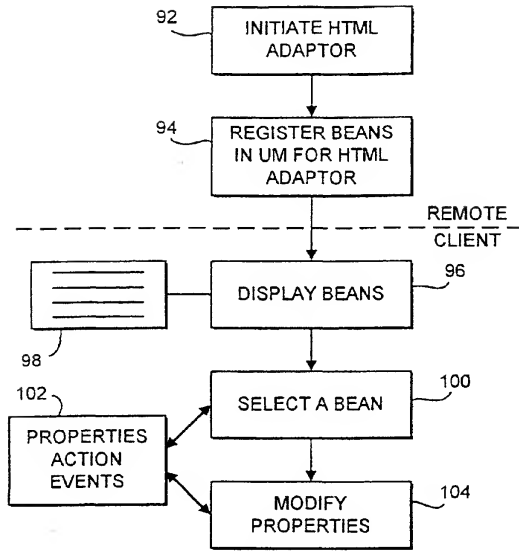 92
INITIATE HTML
ADAPTOR
94
REGISTER BEANS
IN UM FOR HTML
ADAPTOR
REMOTE
CLIENT
DISPLAY BEANS
96
98
100
SELECT A BEAN
102
PROPERTIES
ACTION
EVENTS
MODIFY
PROPERTIES
104